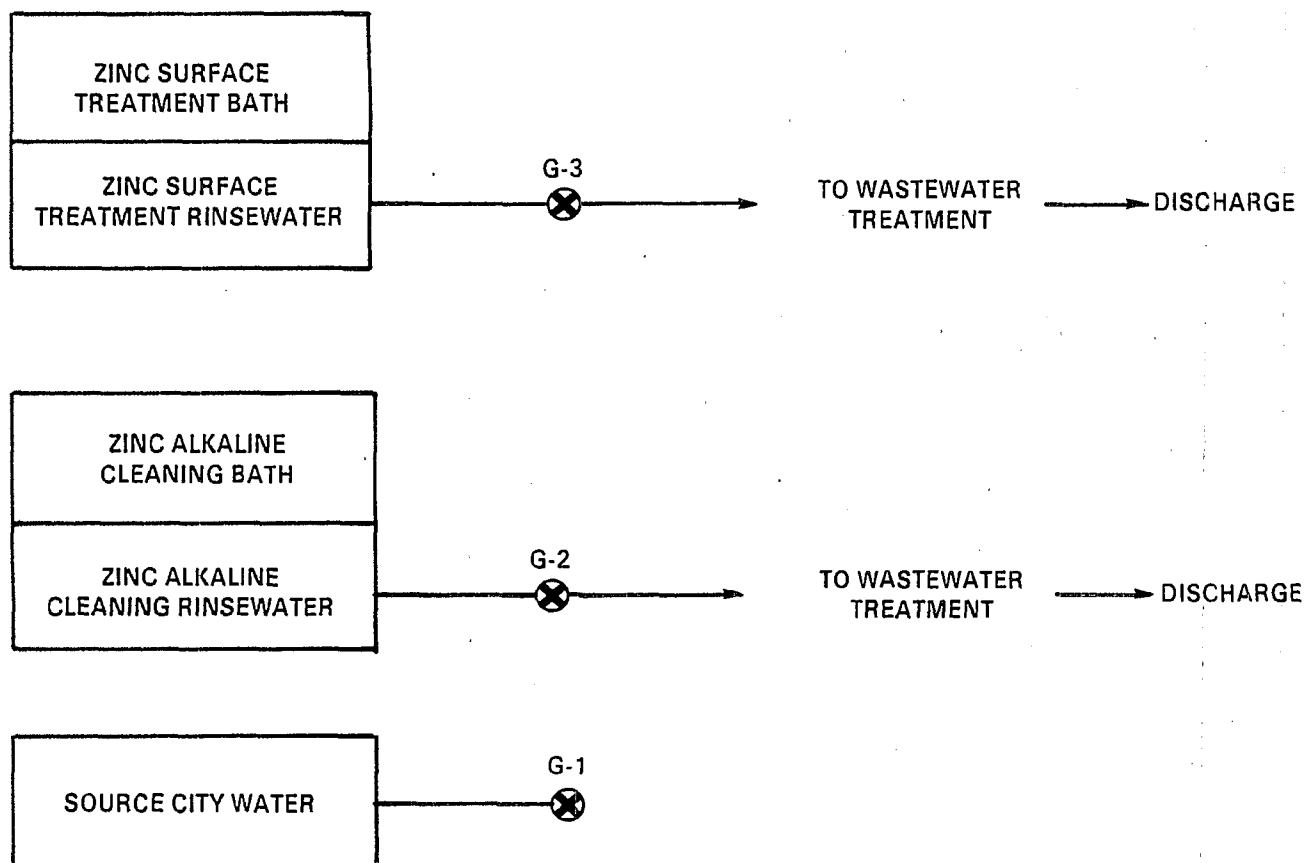 ZINC SURFACE
TREATMENT BATH
ZINC SURFACE
TREATMENT RINSEWATER
G-3
TO WASTEWATER
TREATMENT
DISCHARGE
ZINC ALKALINE
CLEANING BATH
ZINC ALKALINE
CLEANING RINSEWATER
G-2
TO WASTEWATER
TREATMENT
DISCHARGE
SOURCE CITY WATER
G-1